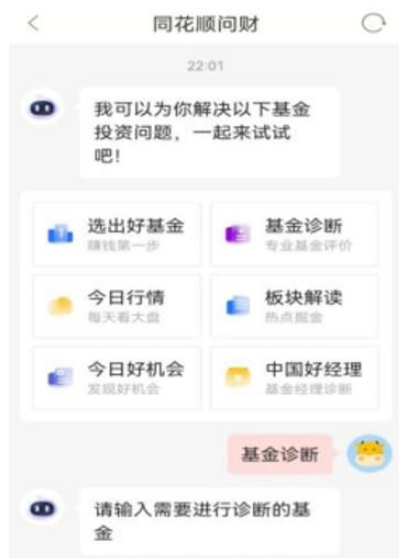 同花顺问财
22:01
我可以为你解决以下基金
投资问题，一起来试试
吧！
选出好基金
赚钱第一步
基金诊断
专业基金评价
今日行情
每天看大盘
板块解读
热点掘金
今日好机会
发现好机会
中国好经理
基金经理诊断
基金诊断
请输入需要进行诊断的基
金